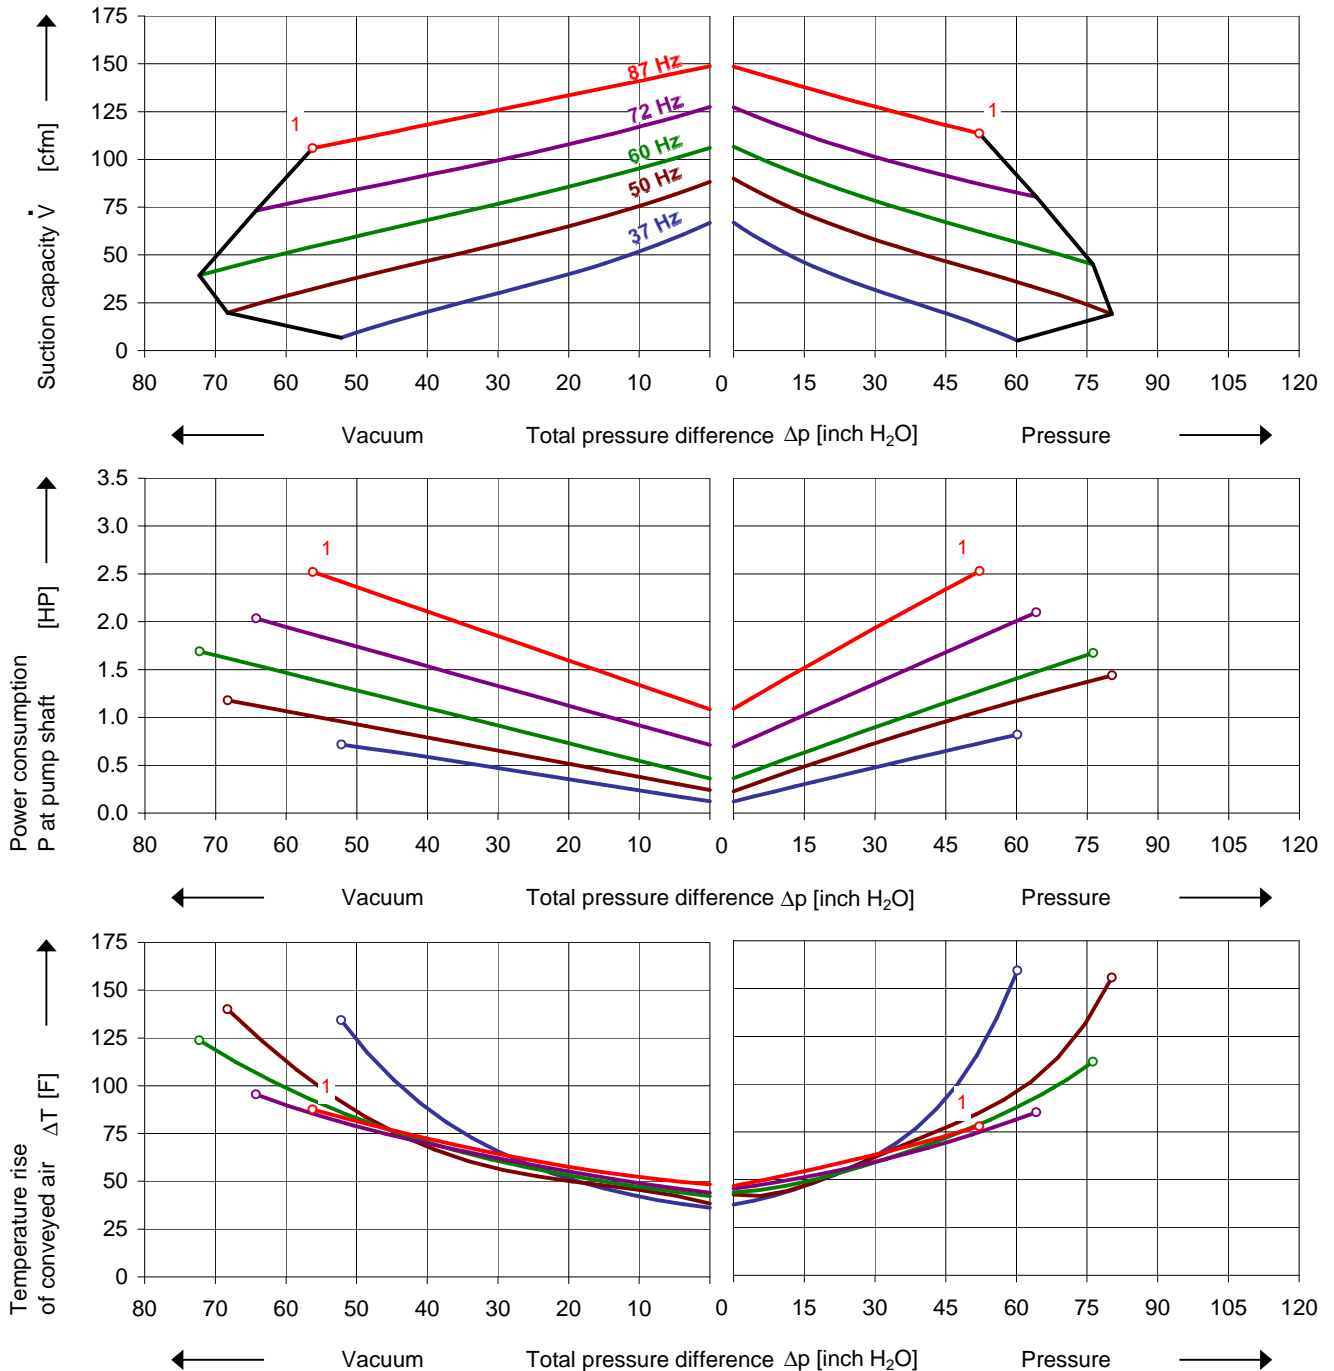 Suction capacity V̇ [cfm]
175
150
125
100
75
50
25
0
87 Hz
72 Hz
60 Hz
50 Hz
37 Hz
1
1
80 70 60 50 40 30 20 10 0 15 30 45 60 75 90 105 120
Vacuum Total pressure difference Δp [inch H₂O] Pressure
Power consumption
P at pump shaft [HP]
3.5
3.0
2.5
2.0
1.5
1.0
0.5
0.0
1
1
80 70 60 50 40 30 20 10 0 15 30 45 60 75 90 105 120
Vacuum Total pressure difference Δp [inch H₂O] Pressure
Temperature rise
of conveyed air ΔT [F]
175
150
125
100
75
50
25
0
1
1
80 70 60 50 40 30 20 10 0 15 30 45 60 75 90 105 120
Vacuum Total pressure difference Δp [inch H₂O] Pressure